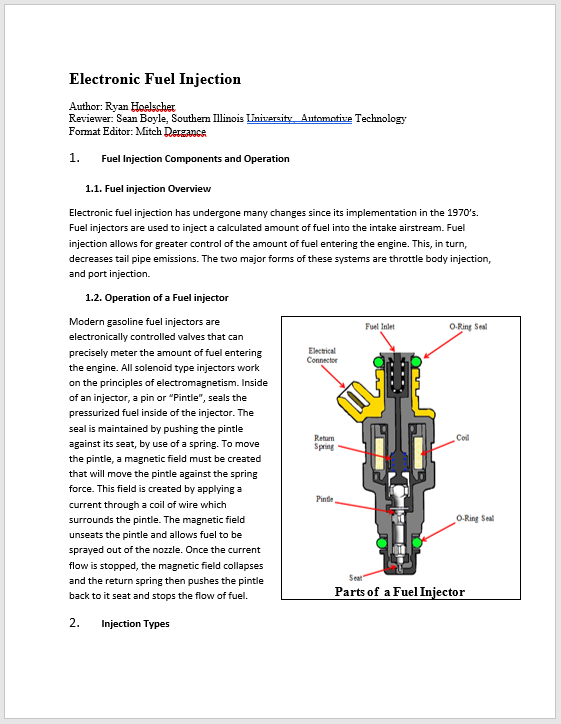 Electronic Fuel Injection
Author: Ryan Hoelscher
Reviewer: Sean Boyle, Southern Illinois University, Automotive Technology
Format Editor: Mitch Dergance
1. Fuel Injection Components and Operation
1.1. Fuel injection Overview
Electronic fuel injection has undergone many changes since its implementation in the 1970's.
Fuel injectors are used to inject a calculated amount of fuel into the intake airstream. Fuel
injection allows for greater control of the amount of fuel entering the engine. This, in turn,
decreases tail pipe emissions. The two major forms of these systems are throttle body injection,
and port injection.
1.2. Operation of a Fuel injector
Modern gasoline fuel injectors are
electronically controlled valves that can
precisely meter the amount of fuel entering
the engine. All solenoid type injectors work
on the principles of electromagnetism. Inside
of an injector, a pin or “Pintle”, seals the
pressurized fuel inside of the injector. The
seal is maintained by pushing the pintle
against its seat, by use of a spring. To move
the pintle, a magnetic field must be created
that will move the pintle against the spring
force. This field is created by applying a
current through a coil of wire which
surrounds the pintle. The magnetic field
unseats the pintle and allows fuel to be
sprayed out of the nozzle. Once the current
flow is stopped, the magnetic field collapses
and the return spring then pushes the pintle
back to it seat and stops the flow of fuel.
Fuel Inlet
O-Ring Seal
Electrical
Connector
Return
Spring
Coil
Pintle
O-Ring Seal
Seat
Parts of a Fuel Injector
2. Injection Types